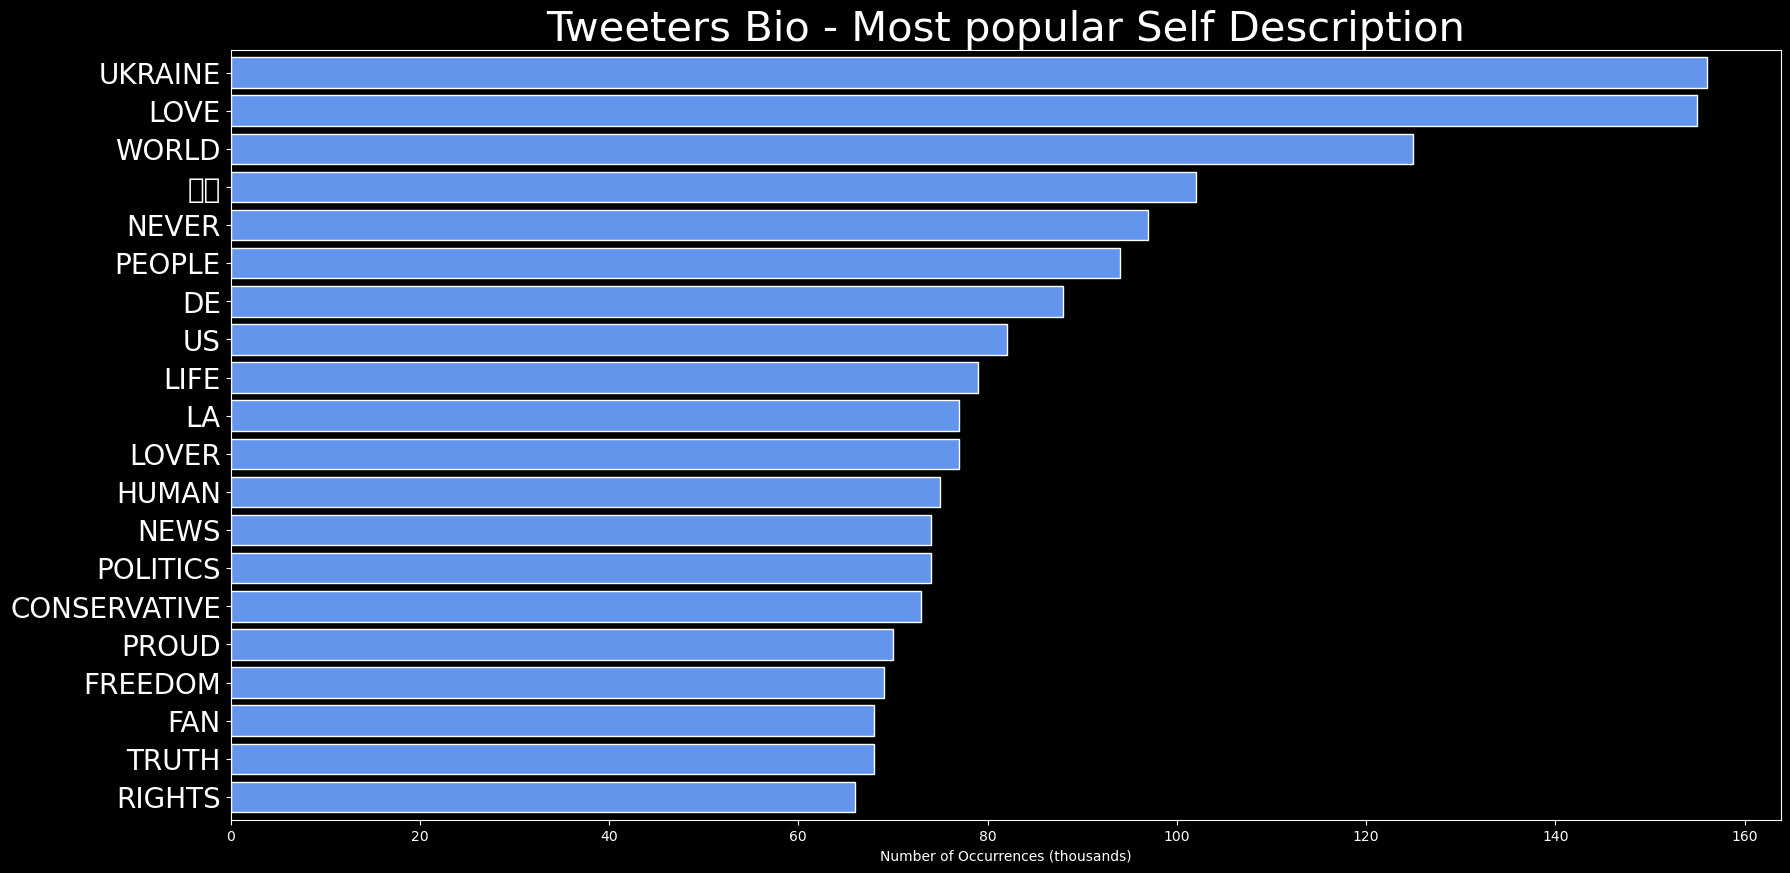 Tweeters Bio - Most popular Self Description
UKRAINE
LOVE
WORLD
NEVER
PEOPLE
DE
US
LIFE
LA
LOVER
HUMAN
NEWS
POLITICS
CONSERVATIVE
PROUD
FREEDOM
FAN
TRUTH
RIGHTS
0 20 40 60 80 100 120 140 160
Number of Occurrences (thousands)